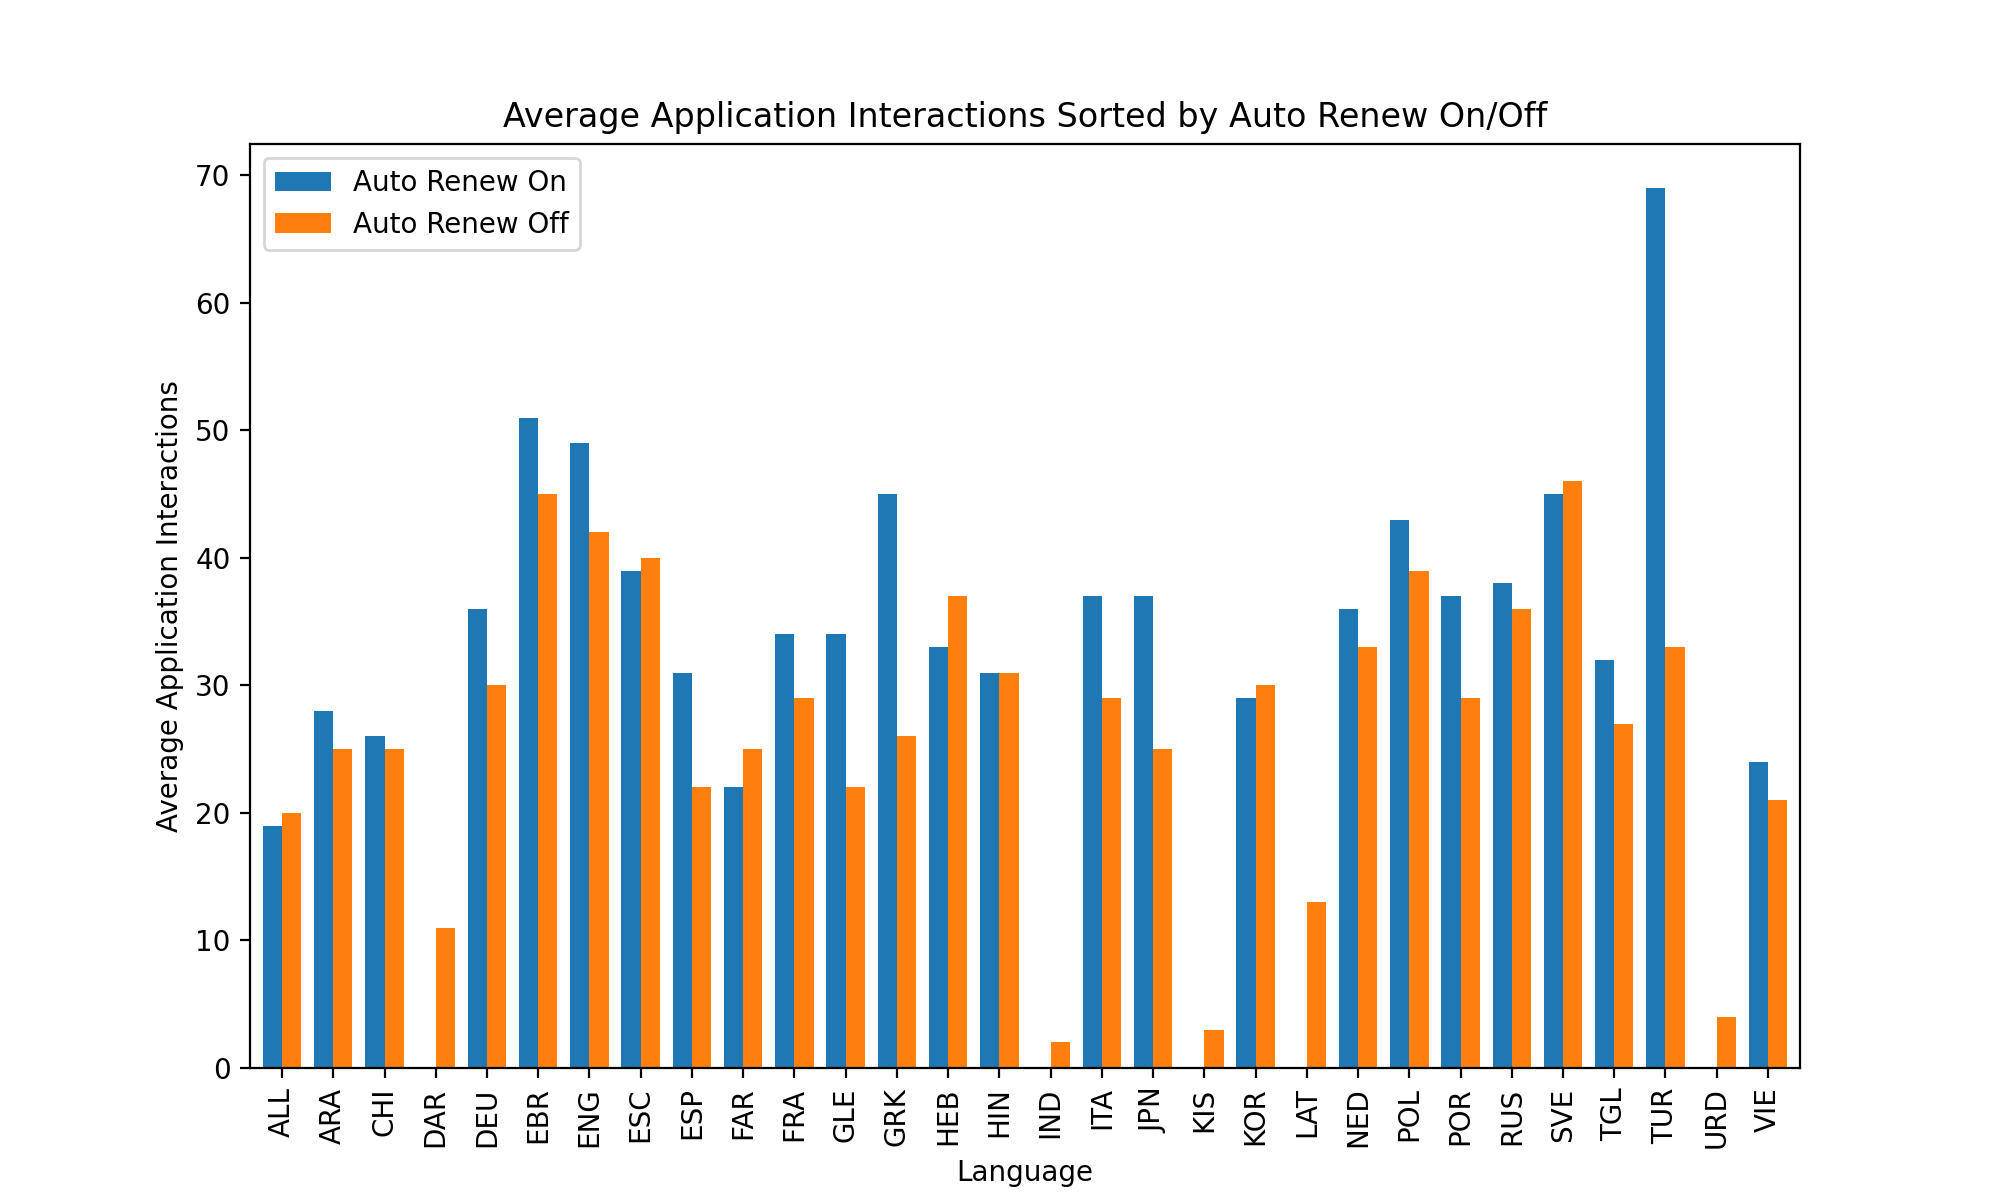 Average Application Interactions Sorted by Auto Renew On/Off
Auto Renew On
Auto Renew Off
Average Application Interactions
70
60
50
40
30
20
10
0
ALL ARA CHI DAR DEU EBR ENG ESC ESP FAR FRA GLE GRK HEB HIN IND ITA JPN KIS KOR LAT NED POL POR RUS SVE TGL TUR URD VIE
Language